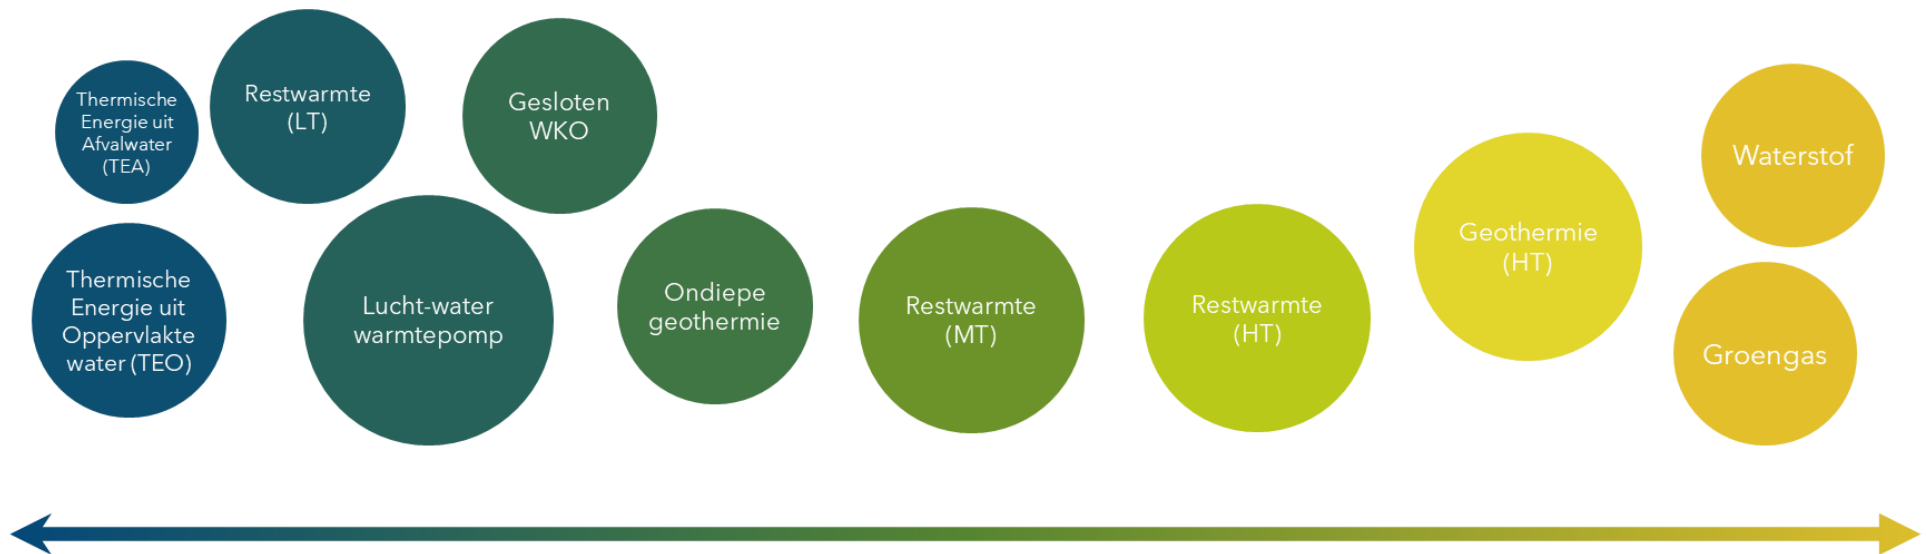 Thermische
Energie uit
Afvalwater
(TEA)
Restwarmte
(LT)
Gesloten
WKO
Thermische
Energie uit
Oppervlakte
water (TEO)
Lucht-water
warmtepomp
Ondiepe
geothermie
Restwarmte
(MT)
Restwarmte
(HT)
Geothermie
(HT)
Waterstof
Groengas